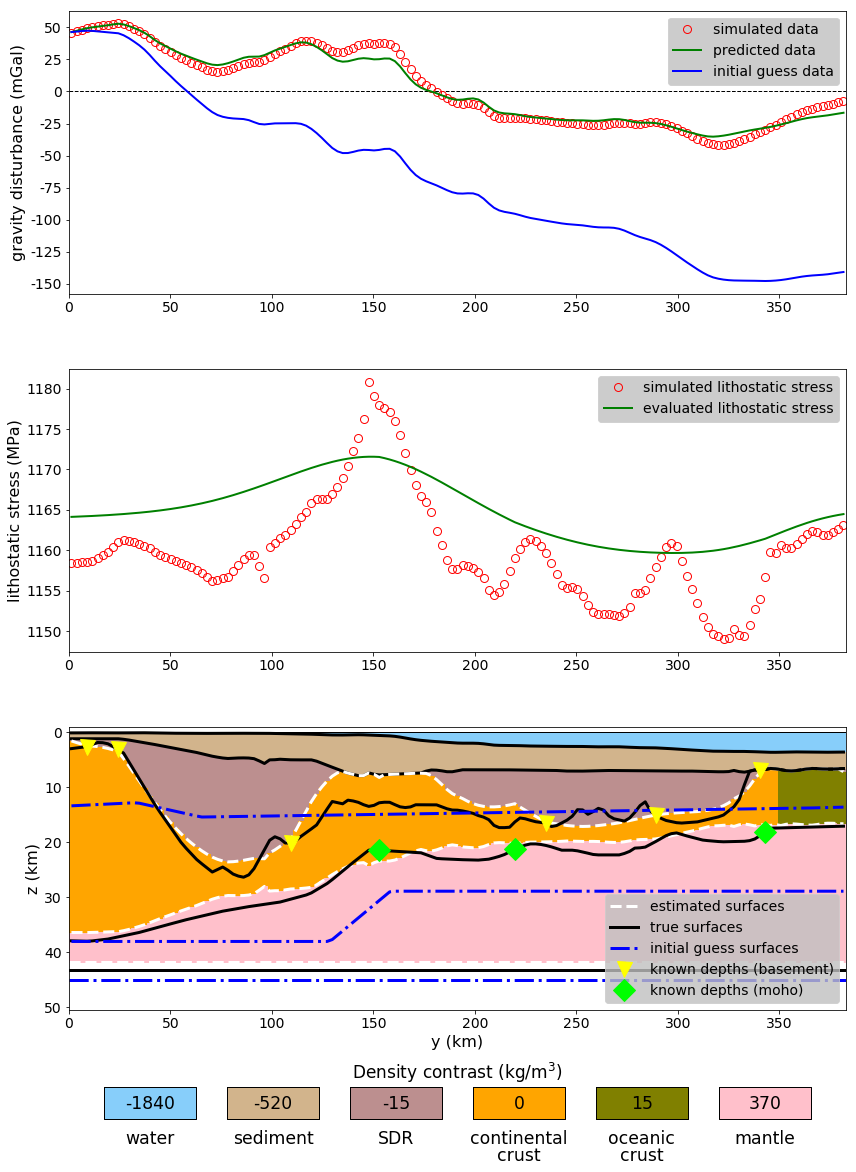 gravity disturbance (mGal)
50
25
0
-25
-50
-75
-100
-125
-150
simulated data
predicted data
initial guess data
0 50 100 150 200 250 300 350
lithostatic stress (MPa)
1180
1175
1170
1165
1160
1155
1150
simulated lithostatic stress
evaluated lithostatic stress
0 50 100 150 200 250 300 350
z (km)
0
10
20
30
40
50
estimated surfaces
true surfaces
initial guess surfaces
known depths (basement)
known depths (moho)
0 50 100 150 200 250 300 350
y (km)
Density contrast (kg/m³)
-1840 -520 -15 0 15 370
water sediment SDR continental oceanic mantle
crust crust